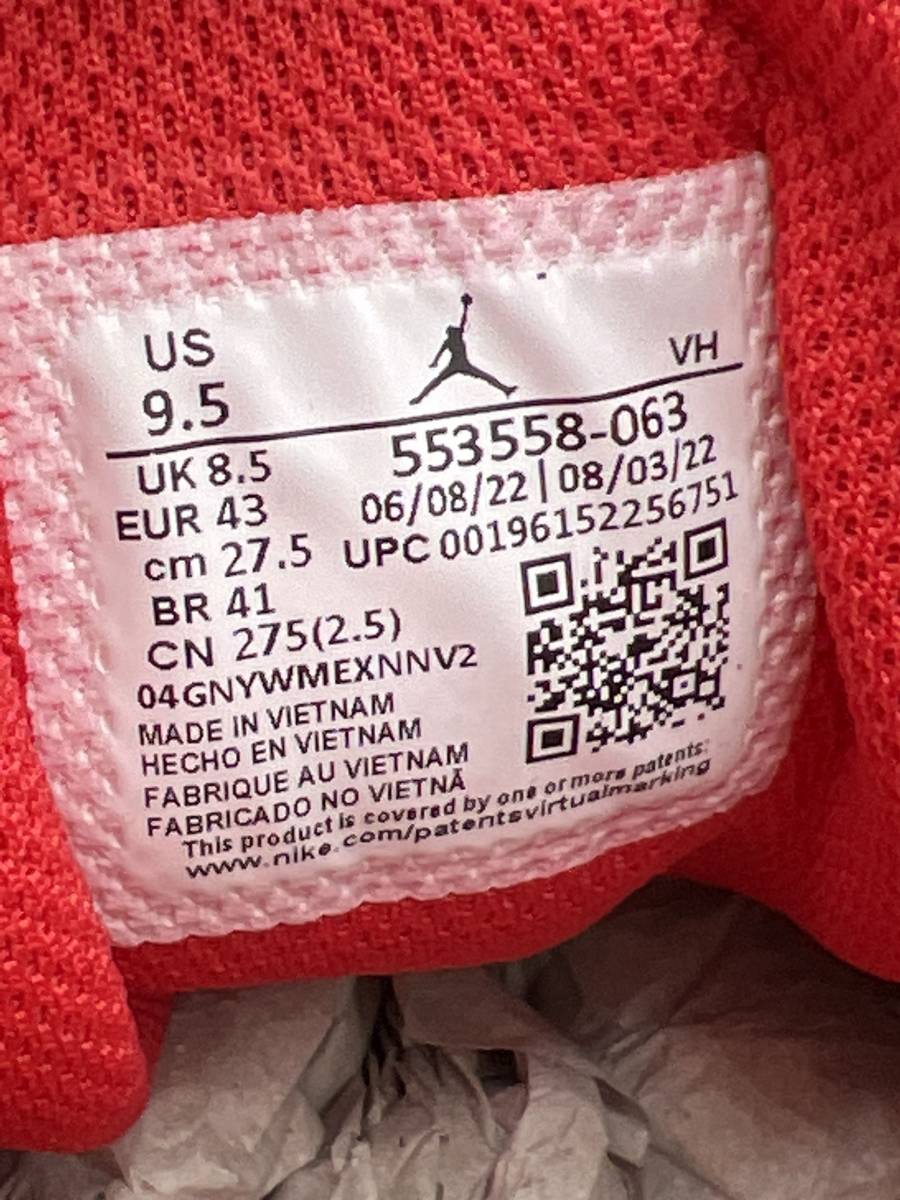 US
9.5
VH
UK 8.5
EUR 43
cm 27.5
BR 41
CN 275(2.5)
553558-063
06/08/22 | 08/03/22
UPC 00196152256751
04GNYWMEXNNV2
MADE IN VIETNAM
HECHO EN VIETNAM
FABRIQUE AU VIETNAM
FABRICADO NO VIETNÃ
This product is covered by one or more patents:
www.nike.com/patentsvirtualmarking